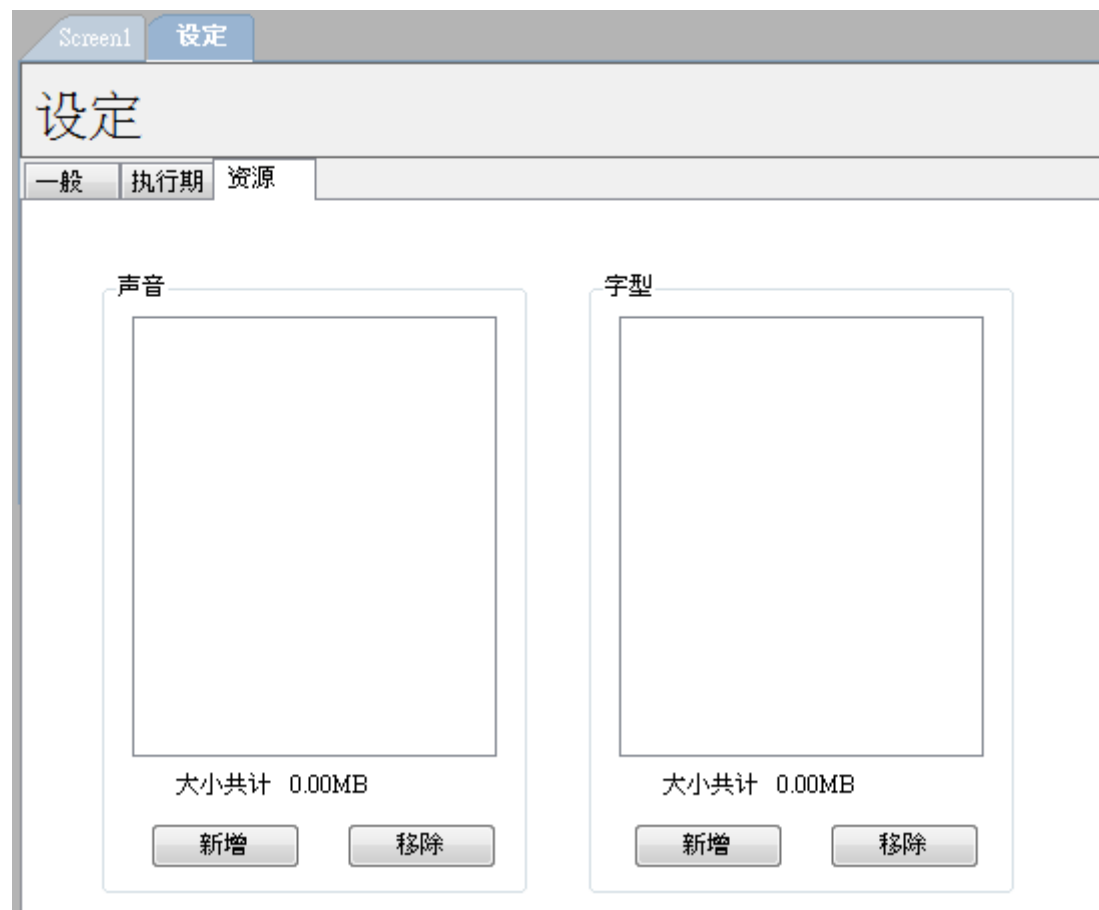 Screen1 设定
设定
一般 执行期 资源
声音 字型
大小共计 0.00MB 大小共计 0.00MB
新增 移除 新增 移除